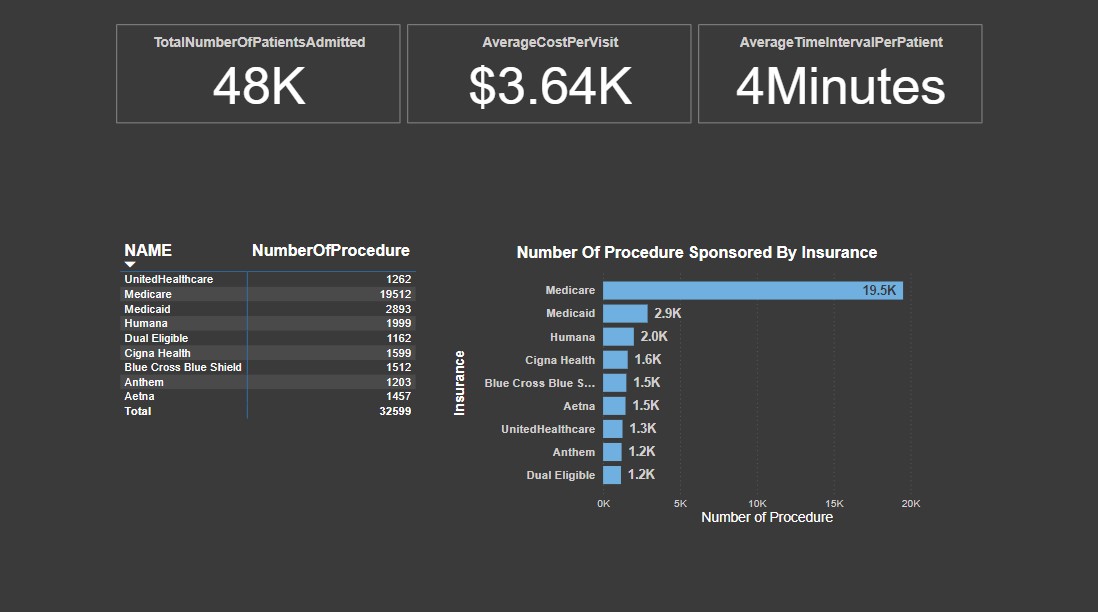 TotalNumberOfPatientsAdmitted
48K
AverageCostPerVisit
$3.64K
AverageTimeIntervalPerPatient
4Minutes
NAME NumberOfProcedure
UnitedHealthcare 1262
Medicare 19512
Medicaid 2893
Humana 1999
Dual Eligible 1162
Cigna Health 1599
Blue Cross Blue Shield 1512
Anthem 1203
Aetna 1457
Total 32599
Number Of Procedure Sponsored By Insurance
Insurance
Medicare 19.5K
Medicaid 2.9K
Humana 2.0K
Cigna Health 1.6K
Blue Cross Blue S... 1.5K
Aetna 1.5K
UnitedHealthcare 1.3K
Anthem 1.2K
Dual Eligible 1.2K
0K 5K 10K 15K 20K
Number of Procedure